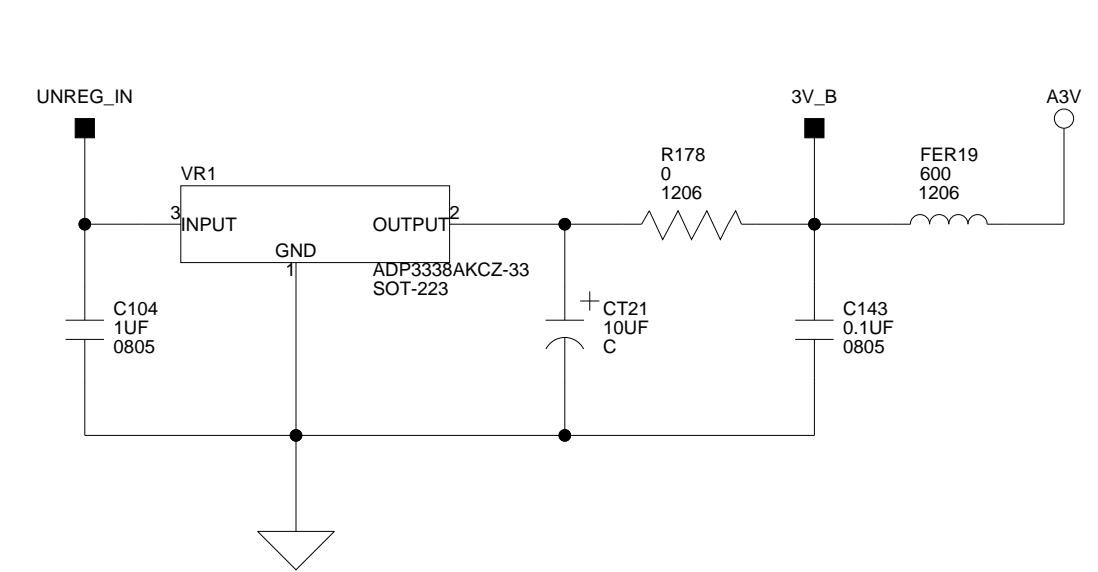 UNREG_IN
3V_B
A3V
R178
0
1206
FER19
600
1206
VR1
3
INPUT
OUTPUT
2
GND
1
ADP3338AKCZ-33
SOT-223
C104
1UF
0805
CT21
10UF
C
C143
0.1UF
0805